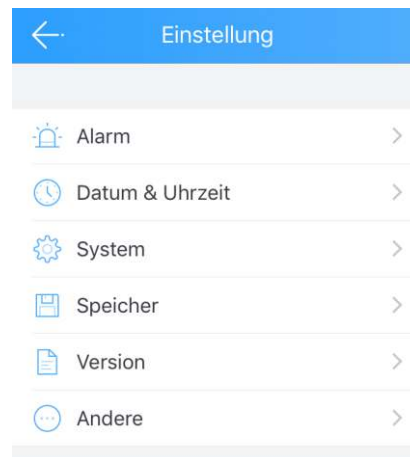 Einstellung
Alarm
Datum & Uhrzeit
System
Speicher
Version
Andere